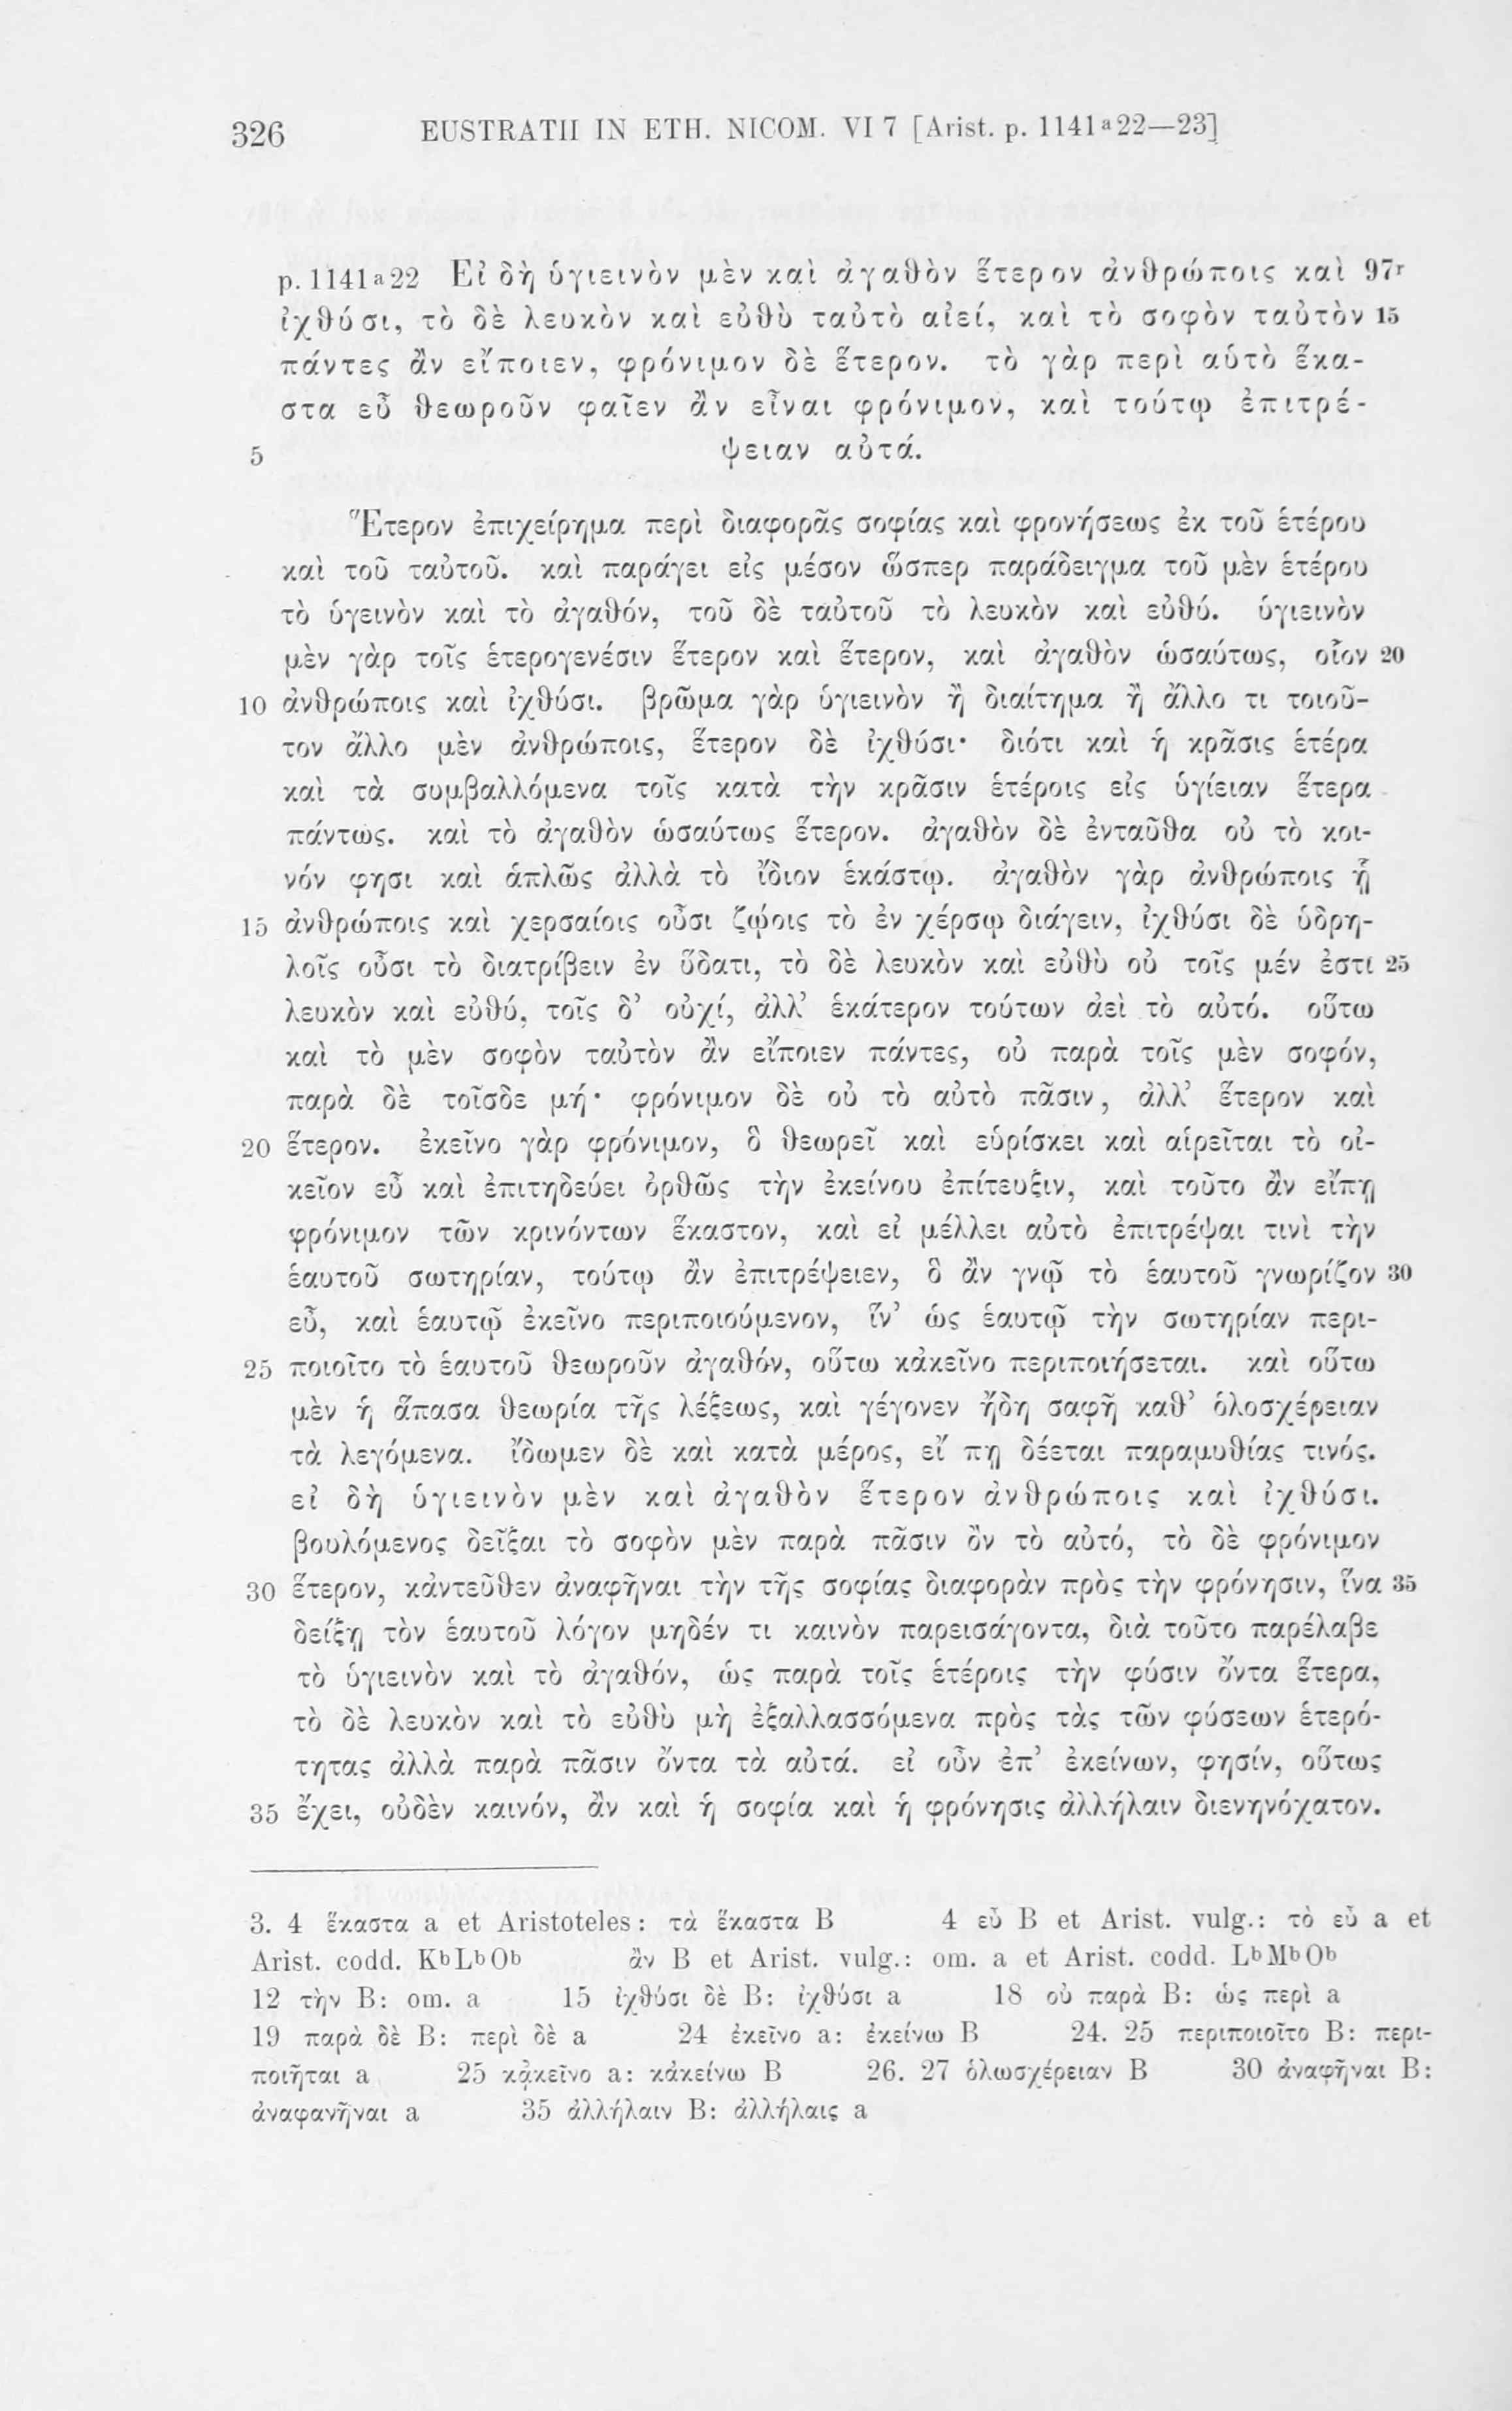 326 EUSTRATII IN ETH. NICOM. VI 7 [Arist. p. 1141ª22—23]
p. 1141ª22 Εἰ δὴ ὑγιεινὸν μὲν καὶ ἀγαθὸν ἕτερον ἀνθρώποις καὶ 97r
ἰχθύσι, τὸ δὲ λευκὸν καὶ εὐθὺ ταὐτὸ αἰεί, καὶ τὸ σοφὸν ταὐτὸν 15
πάντες ἂν εἴποιεν, φρόνιμον δὲ ἕτερον. τὸ γὰρ περὶ αὑτὸ ἕκα-
στα εὖ θεωροῦν φαῖεν ἂν εἶναι φρόνιμον, καὶ τούτῳ ἐπιτρέ-
5 ψειαν αὐτά.
Ἕτερον ἐπιχείρημα περὶ διαφορᾶς σοφίας καὶ φρονήσεως ἐκ τοῦ ἑτέρου
καὶ τοῦ ταὐτοῦ. καὶ παράγει εἰς μέσον ὥσπερ παράδειγμα τοῦ μὲν ἑτέρου
τὸ ὑγεινὸν καὶ τὸ ἀγαθόν, τοῦ δὲ ταὐτοῦ τὸ λευκὸν καὶ εὐθύ. ὑγιεινὸν
μὲν γὰρ τοῖς ἑτερογενέσιν ἕτερον καὶ ἕτερον, καὶ ἀγαθὸν ὡσαύτως, οἷον 20
10 ἀνθρώποις καὶ ἰχθύσι. βρῶμα γὰρ ὑγιεινὸν ἢ διαίτημα ἢ ἄλλο τι τοιοῦ-
τον ἄλλο μὲν ἀνθρώποις, ἕτερον δὲ ἰχθύσι· διότι καὶ ἡ κρᾶσις ἑτέρα
καὶ τὰ συμβαλλόμενα τοῖς κατὰ τὴν κρᾶσιν ἑτέροις εἰς ὑγίειαν ἕτερα
πάντως. καὶ τὸ ἀγαθὸν ὡσαύτως ἕτερον. ἀγαθὸν δὲ ἐνταῦθα οὐ τὸ κοι-
νόν φησι καὶ ἁπλῶς ἀλλὰ τὸ ἴδιον ἑκάστῳ. ἀγαθὸν γὰρ ἀνθρώποις ᾗ
15 ἀνθρώποις καὶ χερσαίοις οὖσι ζῴοις τὸ ἐν χέρσῳ διάγειν, ἰχθύσι δὲ ὑδρη-
λοῖς οὖσι τὸ διατρίβειν ἐν ὕδατι, τὸ δὲ λευκὸν καὶ εὐθὺ οὐ τοῖς μέν ἐστι 25
λευκὸν καὶ εὐθύ, τοῖς δ’ οὐχί, ἀλλ’ ἑκάτερον τούτων ἀεὶ τὸ αὐτό. οὕτω
καὶ τὸ μὲν σοφὸν ταὐτὸν ἂν εἴποιεν πάντες, οὐ παρὰ τοῖς μὲν σοφόν,
παρὰ δὲ τοῖσδε μή· φρόνιμον δὲ οὐ τὸ αὐτὸ πᾶσιν, ἀλλ’ ἕτερον καὶ
20 ἕτερον. ἐκεῖνο γὰρ φρόνιμον, ὃ θεωρεῖ καὶ εὑρίσκει καὶ αἱρεῖται τὸ οἰ-
κεῖον εὖ καὶ ἐπιτηδεύει ὀρθῶς τὴν ἐκείνου ἐπίτευξιν, καὶ τοῦτο ἂν εἴπῃ
φρόνιμον τῶν κρινόντων ἕκαστον, καὶ εἰ μέλλει αὐτὸ ἐπιτρέψαι τινὶ τὴν
ἑαυτοῦ σωτηρίαν, τούτῳ ἂν ἐπιτρέψειεν, ὃ ἂν γνῷ τὸ ἑαυτοῦ γνωρίζον 30
εὖ, καὶ ἑαυτῷ ἐκεῖνο περιποιούμενον, ἵν’ ὡς ἑαυτῷ τὴν σωτηρίαν περι-
25 ποιοῖτο τὸ ἑαυτοῦ θεωροῦν ἀγαθόν, οὕτω κἀκεῖνο περιποιήσεται. καὶ οὕτω
μὲν ἡ ἅπασα θεωρία τῆς λέξεως, καὶ γέγονεν ἤδη σαφῆ καθ’ ὁλοσχέρειαν
τὰ λεγόμενα. ἴδωμεν δὲ καὶ κατὰ μέρος, εἴ πῃ δέεται παραμυθίας τινός.
εἰ δὴ ὑγιεινὸν μὲν καὶ ἀγαθὸν ἕτερον ἀνθρώποις καὶ ἰχθύσι.
βουλόμενος δεῖξαι τὸ σοφὸν μὲν παρὰ πᾶσιν ὂν τὸ αὐτό, τὸ δὲ φρόνιμον
30 ἕτερον, κἀντεῦθεν ἀναφῆναι τὴν τῆς σοφίας διαφορὰν πρὸς τὴν φρόνησιν, ἵνα 35
δείξῃ τὸν ἑαυτοῦ λόγον μηδέν τι καινὸν παρεισάγοντα, διὰ τοῦτο παρέλαβε
τὸ ὑγιεινὸν καὶ τὸ ἀγαθόν, ὡς παρὰ τοῖς ἑτέροις τὴν φύσιν ὄντα ἕτερα,
τὸ δὲ λευκὸν καὶ τὸ εὐθὺ μὴ ἐξαλλασσόμενα πρὸς τὰς τῶν φύσεων ἑτερό-
τητας ἀλλὰ παρὰ πᾶσιν ὄντα τὰ αὐτά. εἰ οὖν ἐπ’ ἐκείνων, φησίν, οὕτως
35 ἔχει, οὐδὲν καινόν, ἂν καὶ ἡ σοφία καὶ ἡ φρόνησις ἀλλήλαιν διενηνόχατον.
3. 4 ἕκαστα a et Aristoteles: τὰ ἕκαστα B 4 εὖ B et Arist. vulg.: τὸ εὖ a et
Arist. codd. KᵇLᵇOᵇ ἂν B et Arist. vulg.: om. a et Arist. codd. LᵇMᵇOᵇ
12 τὴν B: om. a 15 ἰχθύσι δὲ B: ἰχθύσι a 18 οὐ παρὰ B: ὡς περὶ a
19 παρὰ δὲ B: περὶ δὲ a 24 ἐκεῖνο a: ἐκείνω B 24. 25 περιποιοῖτο B: περι-
ποιῆται a 25 κἀκεῖνο a: κἀκείνω B 26. 27 ὁλωσχέρειαν B 30 ἀναφῆναι B:
ἀναφανῆναι a 35 ἀλλήλαιν B: ἀλλήλαις a